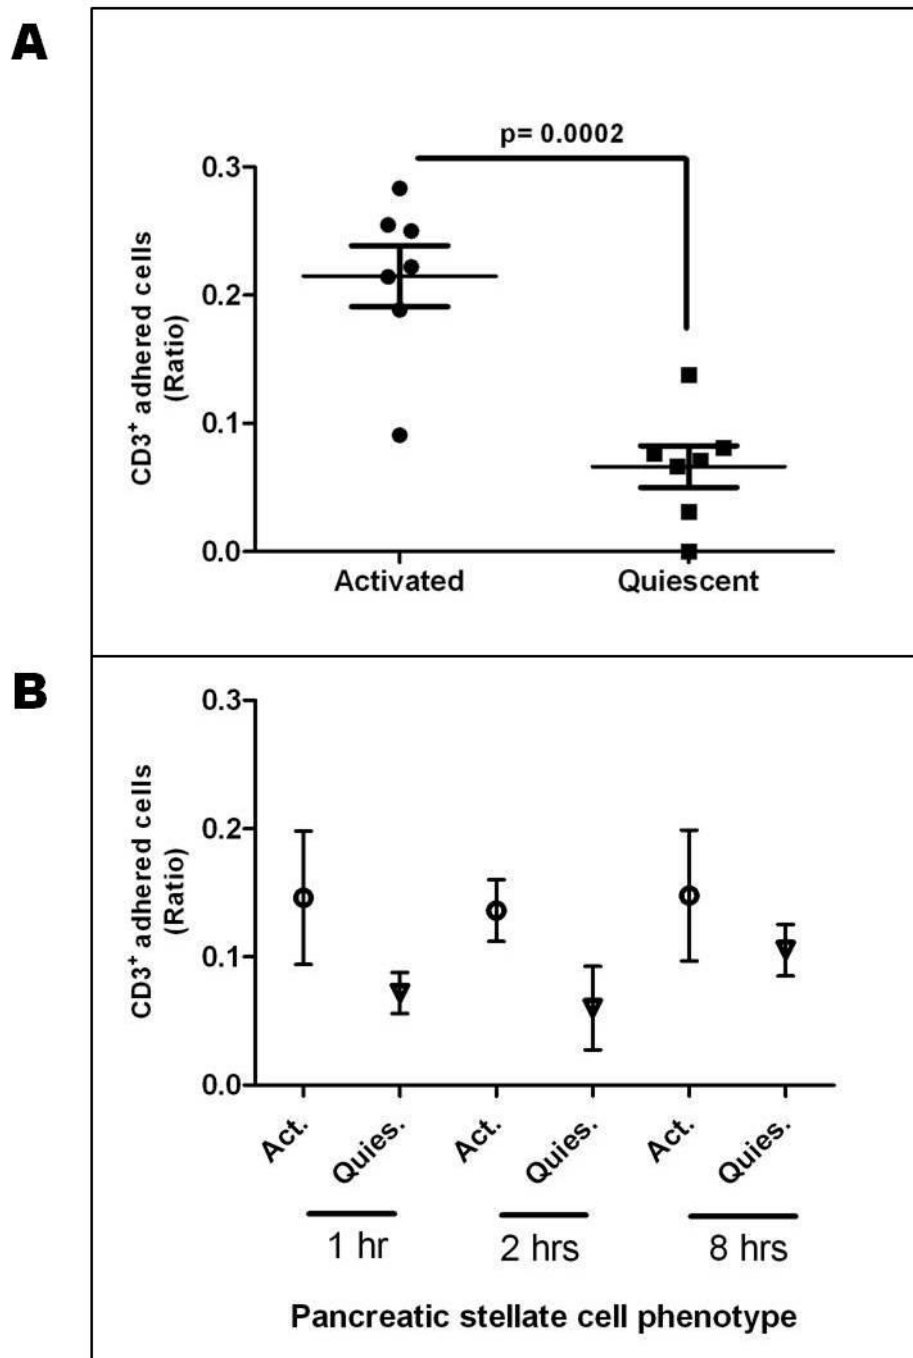 A
p= 0.0002
0.3
0.2
0.1
0.0
CD3⁺ adhered cells
(Ratio)
Activated Quiescent
B
0.3
0.2
0.1
0.0
CD3⁺ adhered cells
(Ratio)
Act. Quies. Act. Quies. Act. Quies.
1 hr 2 hrs 8 hrs
Pancreatic stellate cell phenotype